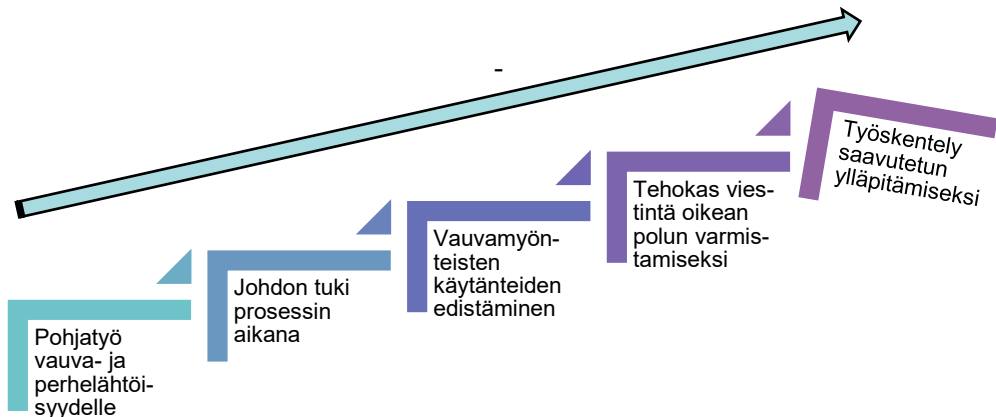 -
Pohjatyö
vauva- ja
perhelähtöi-
syydelle
Johdon tuki
prosessin
aikana
Vauvamyön-
teisten
käytänteiden
edistäminen
Tehokas vies-
tintä oikean
polun varmis-
tamiseksi
Työskentely
saavutetun
ylläpitämiseksi